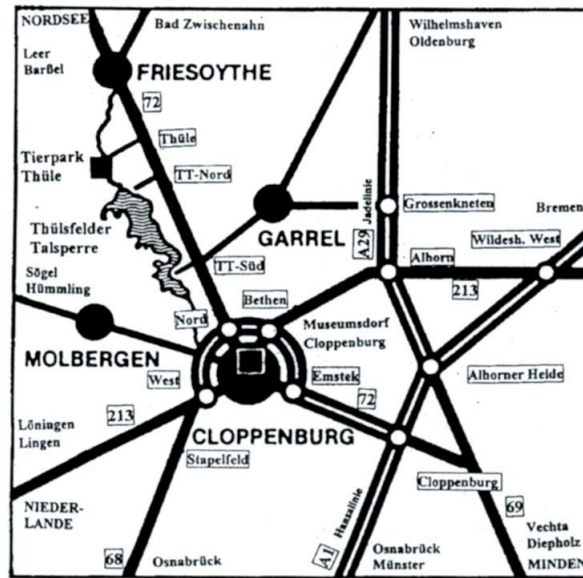 NORDSEE
Bad Zwischenahn
Wilhelmshaven
Oldenburg
Leer
Barßel
FRIESOYTHE
72
Thüle
Tierpark
Thüle
TT-Nord
Jadelinie
Grossenkneten
Bremen
GARREL
A29
Wildesh. West
Thülsfelder
Talsperre
TT-Süd
Alhorn
213
Sögel
Hümmling
Bethen
Nord
Museumsdorf
Cloppenburg
MOLBERGEN
West
Emstek
Alhorner Heide
72
213
Löningen
Lingen
CLOPPENBURG
Stapelfeld
Cloppenburg
Hansalinie
NIEDER-
LANDE
69
Vechta
Diepholz
MINDEN
68
Osnabrück
A1
Osnabrück
Münster